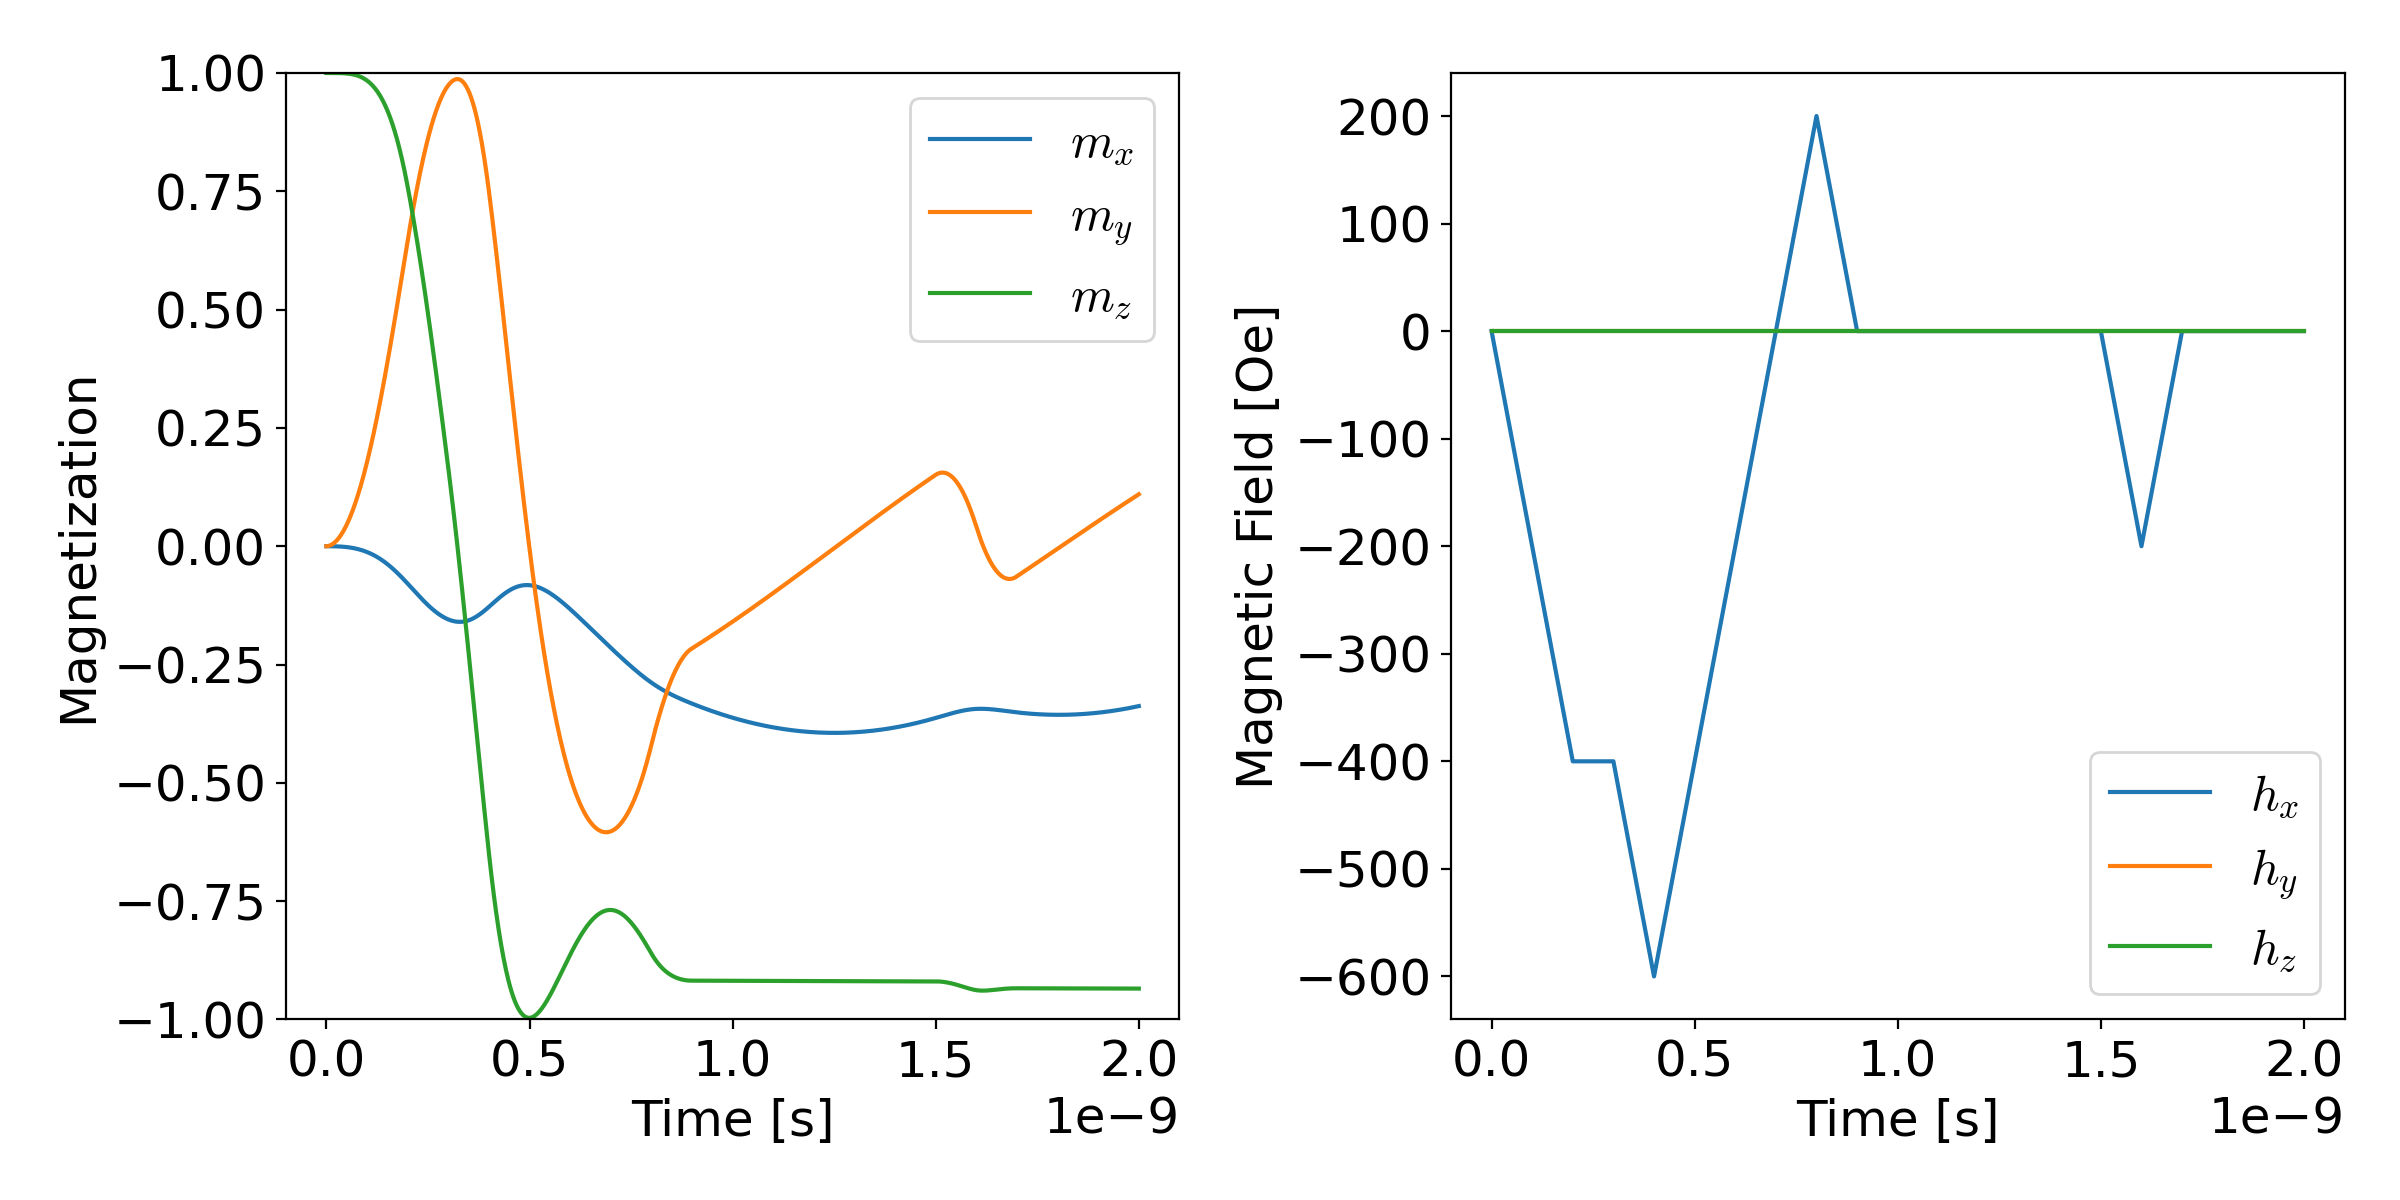 Magnetization
1.00
0.75
0.50
0.25
0.00
−0.25
−0.50
−0.75
−1.00
0.0 0.5 1.0 1.5 2.0
Time [s]
1e−9
m_x
m_y
m_z
Magnetic Field [Oe]
200
100
0
−100
−200
−300
−400
−500
−600
0.0 0.5 1.0 1.5 2.0
Time [s]
1e−9
h_x
h_y
h_z